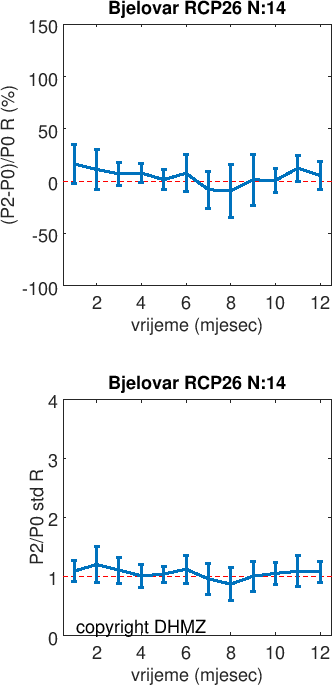 Bjelovar RCP26 N:14
(P2-P0)/P0 R (%)
150
100
50
0
-50
-100
2 4 6 8 10 12
vrijeme (mjesec)
Bjelovar RCP26 N:14
P2/P0 std R
4
3
2
1
0
copyright DHMZ
2 4 6 8 10 12
vrijeme (mjesec)